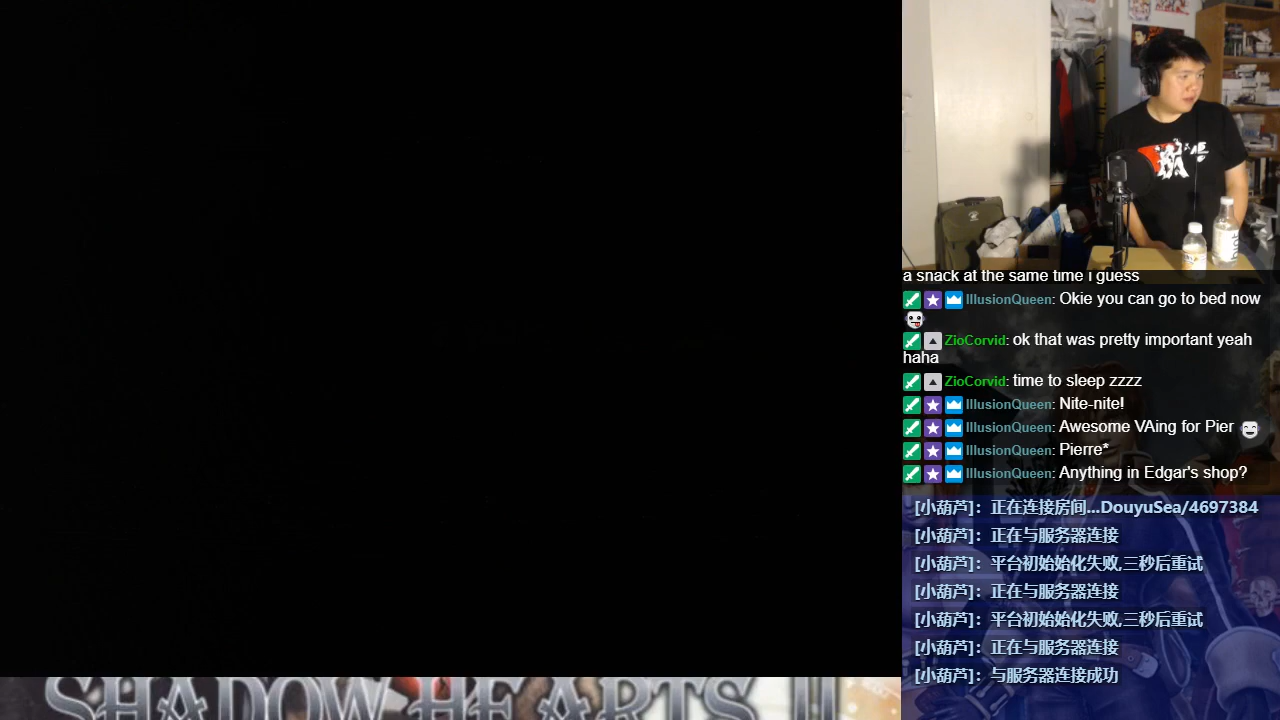 a snack at the same time i guess
IllusionQueen: Okie you can go to bed now
ZioCorvid: ok that was pretty important yeah
haha
ZioCorvid: time to sleep zzzz
IllusionQueen: Nite-nite!
IllusionQueen: Awesome VAing for Pier
IllusionQueen: Pierre*
IllusionQueen: Anything in Edgar's shop?
[小葫芦]: 正在连接房间...DouyuSea/4697384
[小葫芦]: 正在与服务器连接
[小葫芦]: 平台初始始化失败,三秒后重试
[小葫芦]: 正在与服务器连接
[小葫芦]: 平台初始始化失败,三秒后重试
[小葫芦]: 正在与服务器连接
[小葫芦]: 与服务器连接成功
SHADOW HEARTS II